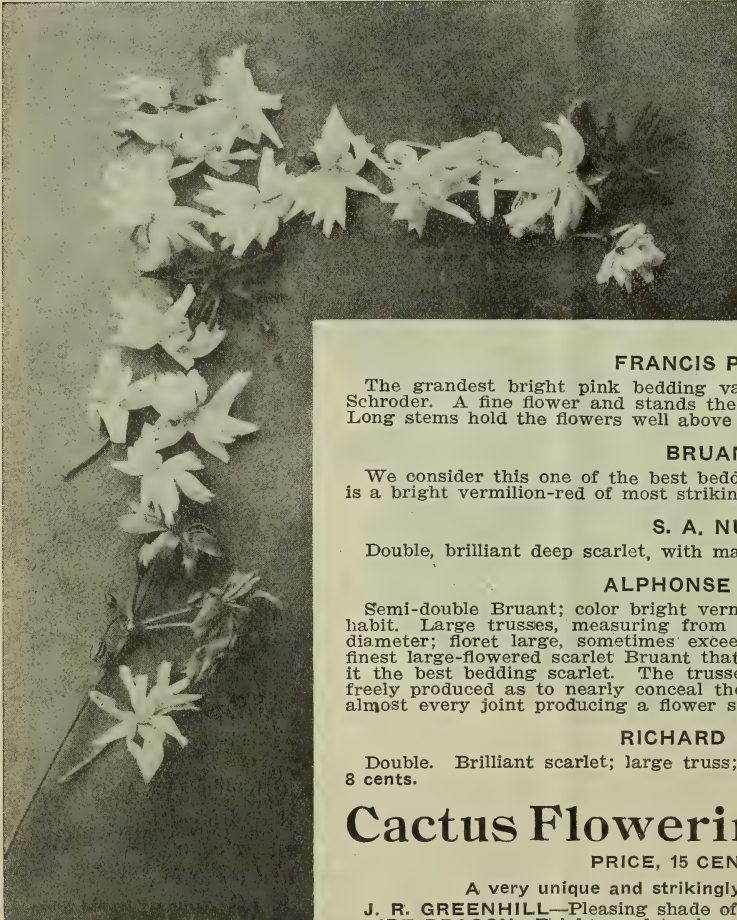 FRANCIS P
The grandest bright pink bedding va
Schroder. A fine flower and stands the
Long stems hold the flowers well above
BRUAN
We consider this one of the best bedd
is a bright vermilion-red of most strikin
S. A. NU
Double, brilliant deep scarlet, with ma
ALPHONSE
Semi-double Bruant; color bright verm
habit. Large trusses, measuring from
diameter; floret large, sometimes excee
finest large-flowered scarlet Bruant that
it the best bedding scarlet. The trusse
freely produced as to nearly conceal the
almost every joint producing a flower s
RICHARD
Double. Brilliant scarlet; large truss;
8 cents.
Cactus Flowerin
PRICE, 15 CEN
A very unique and strikingly
J. R. GREENHILL—Pleasing shade of